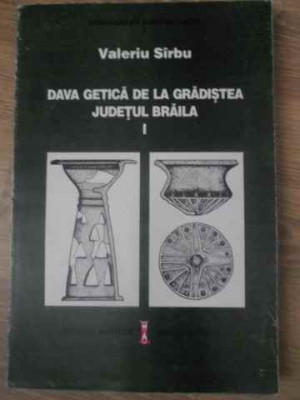 Valeriu Sîrbu
DAVA GETICĂ DE LA GRĂDIŞTEA
JUDEŢUL BRĂILA
I